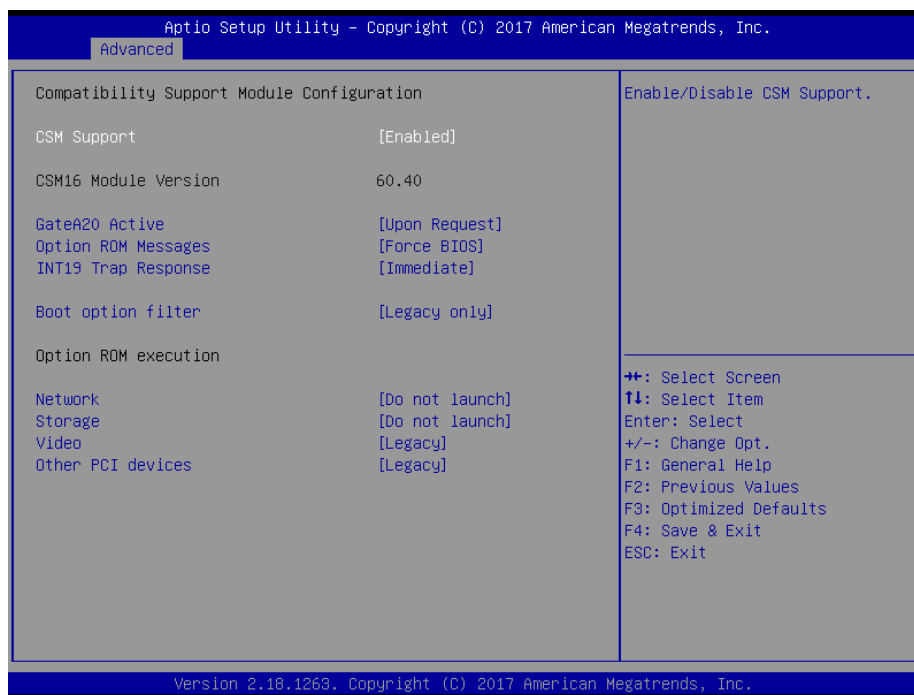 Aptio Setup Utility – Copyright (C) 2017 American Megatrends, Inc.
Advanced
Compatibility Support Module Configuration
CSM Support [Enabled]
CSM16 Module Version 60.40
GateA20 Active [Upon Request]
Option ROM Messages [Force BIOS]
INT19 Trap Response [Immediate]
Boot option filter [Legacy only]
Option ROM execution
Network [Do not launch]
Storage [Do not launch]
Video [Legacy]
Other PCI devices [Legacy]
Enable/Disable CSM Support.
→←: Select Screen
↑↓: Select Item
Enter: Select
+/-: Change Opt.
F1: General Help
F2: Previous Values
F3: Optimized Defaults
F4: Save & Exit
ESC: Exit
Version 2.18.1263. Copyright (C) 2017 American Megatrends, Inc.